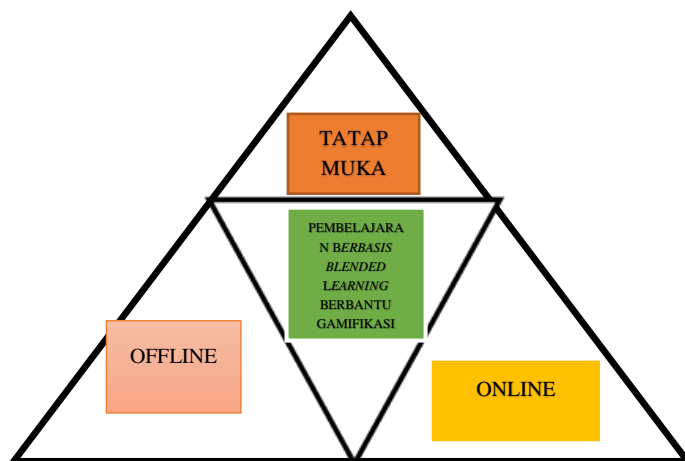 TATAP
MUKA
PEMBELAJARA
N BERBASIS
BLENDED
LEARNING
BERBANTU
GAMIFIKASI
OFFLINE
ONLINE